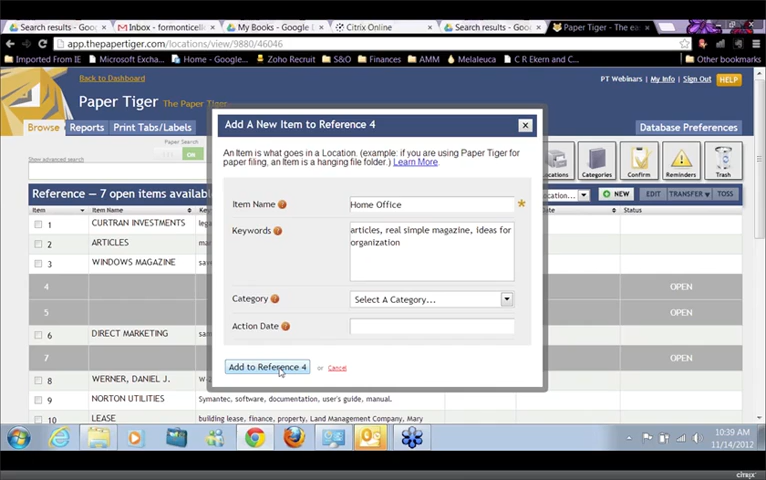 Search results - Google
Inbox - formonticell
My Books - Google
Citrix Online
Search results - Google
Paper Tiger - The ea
app.thepapertiger.com/locations/view/9880/46046
Imported From IE
Microsoft Excha...
Home - Google...
Zoho Recruit
S&O
Finances
AMM
Melaleuca
C R Ekern and C...
Other bookmarks
Back to Dashboard
PT Webinars | My Info | Sign Out
HELP
Paper Tiger The Paper Tiger
Browse
Reports
Print Tabs/Labels
Database Preferences
Paper Search
ON
Show advanced search
Locations
Categories
Confirm
Reminders
Trash
Reference — 7 open items availa
ocation...
NEW
EDIT
TRANSFER
TOSS
Item
Item Name
Date
Status
1 CURTRAN INVESTMENTS legal
2 ARTICLES
3 WINDOWS MAGAZINE
4 OPEN
5 OPEN
6 DIRECT MARKETING
7 OPEN
8 WERNER, DANIEL J.
9 NORTON UTILITIES Symantec, software, documentation, user's guide, manual.
10 LEASE building lease, finance, property, Land Management Company, Mary
Add A New Item to Reference 4
An Item is what goes in a Location. (example: if you are using Paper Tiger for
paper filing, an Item is a hanging file folder.) Learn More.
Item Name
Home Office
*
Keywords
articles, real simple magazine, ideas for
organization
Category
Select A Category...
Action Date
Add to Reference 4 or Cancel
10:39 AM
11/14/2012
citrix